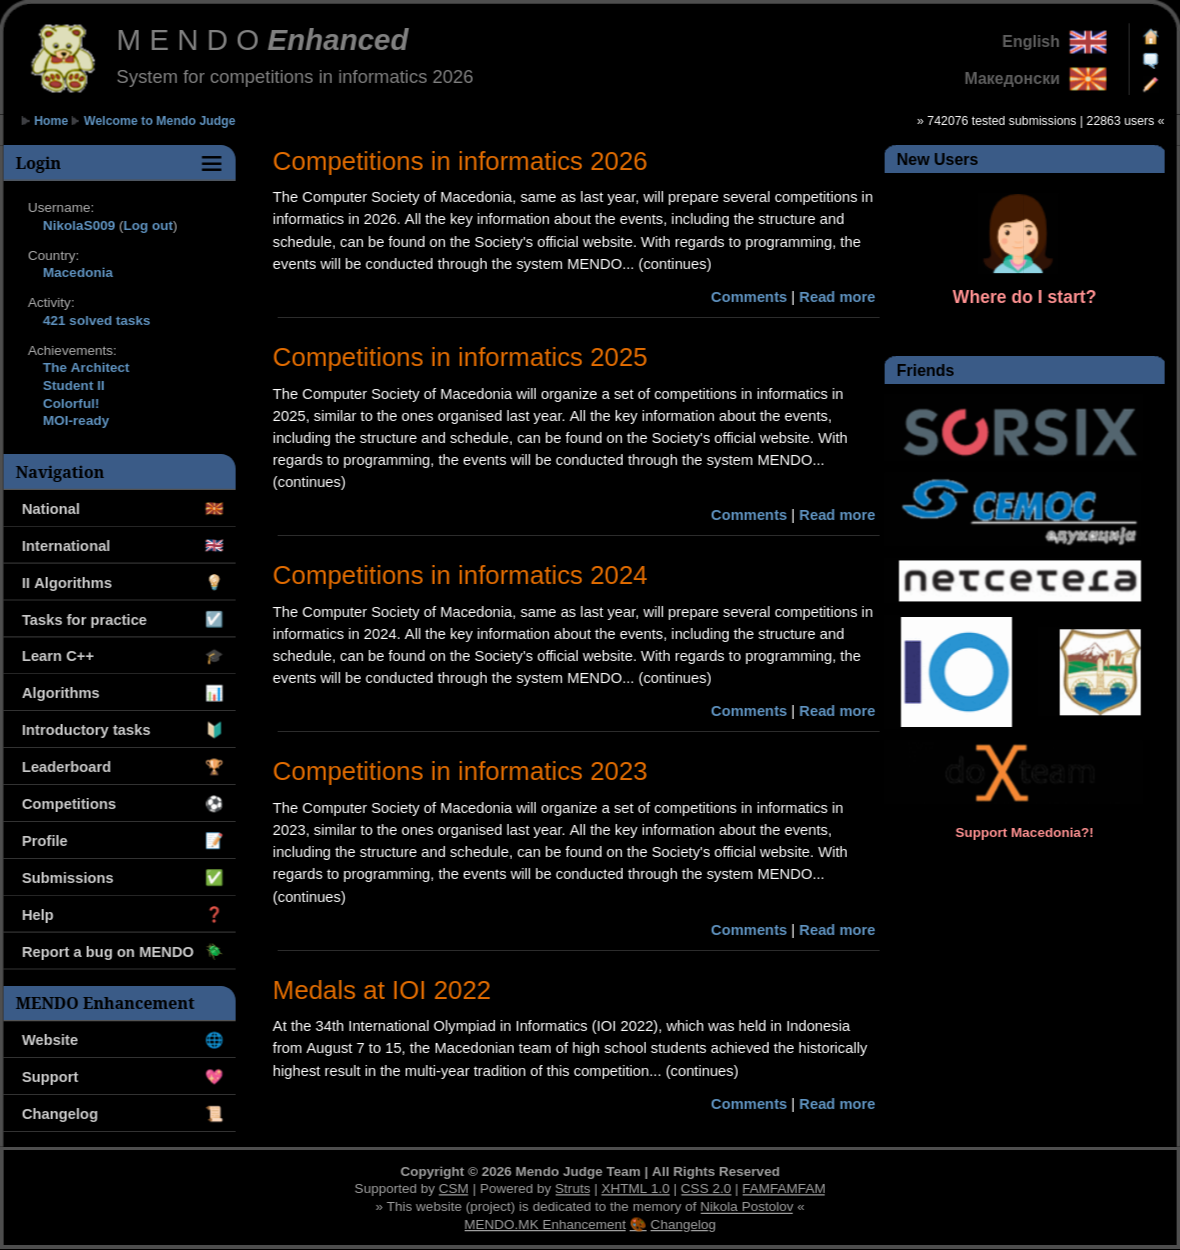 M E N D O Enhanced
System for competitions in informatics 2026
English
Македонски
Home Welcome to Mendo Judge
» 742076 tested submissions | 22863 users «
Login
Username:
NikolaS009 (Log out)
Country:
Macedonia
Activity:
421 solved tasks
Achievements:
The Architect
Student II
Colorful!
MOI-ready
Navigation
National
International
II Algorithms
Tasks for practice
Learn C++
Algorithms
Introductory tasks
Leaderboard
Competitions
Profile
Submissions
Help
Report a bug on MENDO
MENDO Enhancement
Website
Support
Changelog
Competitions in informatics 2026
The Computer Society of Macedonia, same as last year, will prepare several competitions in
informatics in 2026. All the key information about the events, including the structure and
schedule, can be found on the Society's official website. With regards to programming, the
events will be conducted through the system MENDO... (continues)
Comments | Read more
Competitions in informatics 2025
The Computer Society of Macedonia will organize a set of competitions in informatics in
2025, similar to the ones organised last year. All the key information about the events,
including the structure and schedule, can be found on the Society's official website. With
regards to programming, the events will be conducted through the system MENDO...
(continues)
Comments | Read more
Competitions in informatics 2024
The Computer Society of Macedonia, same as last year, will prepare several competitions in
informatics in 2024. All the key information about the events, including the structure and
schedule, can be found on the Society's official website. With regards to programming, the
events will be conducted through the system MENDO... (continues)
Comments | Read more
Competitions in informatics 2023
The Computer Society of Macedonia will organize a set of competitions in informatics in
2023, similar to the ones organised last year. All the key information about the events,
including the structure and schedule, can be found on the Society's official website. With
regards to programming, the events will be conducted through the system MENDO...
(continues)
Comments | Read more
Medals at IOI 2022
At the 34th International Olympiad in Informatics (IOI 2022), which was held in Indonesia
from August 7 to 15, the Macedonian team of high school students achieved the historically
highest result in the multi-year tradition of this competition... (continues)
Comments | Read more
New Users
Where do I start?
Friends
SORSIX
СЕМОС
едукација
netcetera
IO
doXteam
Support Macedonia?!
Copyright © 2026 Mendo Judge Team | All Rights Reserved
Supported by CSM | Powered by Struts | XHTML 1.0 | CSS 2.0 | FAMFAMFAM
» This website (project) is dedicated to the memory of Nikola Postolov «
MENDO.MK Enhancement Changelog